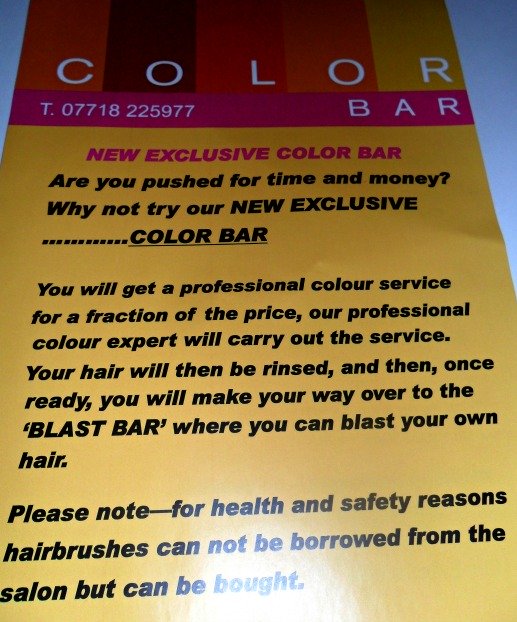 COLOR
T. 07718 225977 BAR
NEW EXCLUSIVE COLOR BAR
Are you pushed for time and money?
Why not try our NEW EXCLUSIVE
............COLOR BAR
You will get a professional colour service
for a fraction of the price, our professional
colour expert will carry out the service.
Your hair will then be rinsed, and then, once
ready, you will make your way over to the
‘BLAST BAR’ where you can blast your own
hair.
Please note—for health and safety reasons
hairbrushes can not be borrowed from the
salon but can be bought.